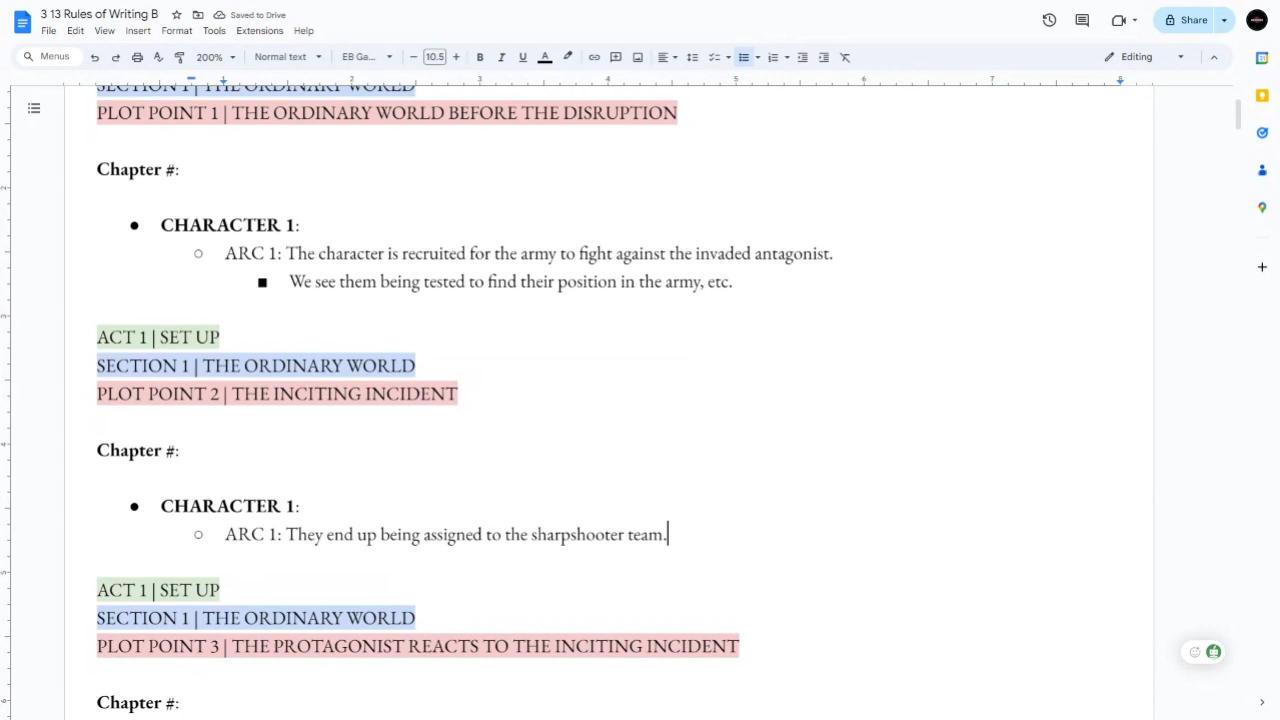 3 13 Rules of Writing B
Saved to Drive
File Edit View Insert Format Tools Extensions Help
Share
Menus
200%
Normal text
EB Ga...
10.5
Editing
2 3 4 5 6 7
SECTION 1 | THE ORDINARY WORLD
PLOT POINT 1 | THE ORDINARY WORLD BEFORE THE DISRUPTION
Chapter #:
● CHARACTER 1:
○ ARC 1: The character is recruited for the army to fight against the invaded antagonist.
■ We see them being tested to find their position in the army, etc.
ACT 1 | SET UP
SECTION 1 | THE ORDINARY WORLD
PLOT POINT 2 | THE INCITING INCIDENT
Chapter #:
● CHARACTER 1:
○ ARC 1: They end up being assigned to the sharpshooter team.
ACT 1 | SET UP
SECTION 1 | THE ORDINARY WORLD
PLOT POINT 3 | THE PROTAGONIST REACTS TO THE INCITING INCIDENT
Chapter #: